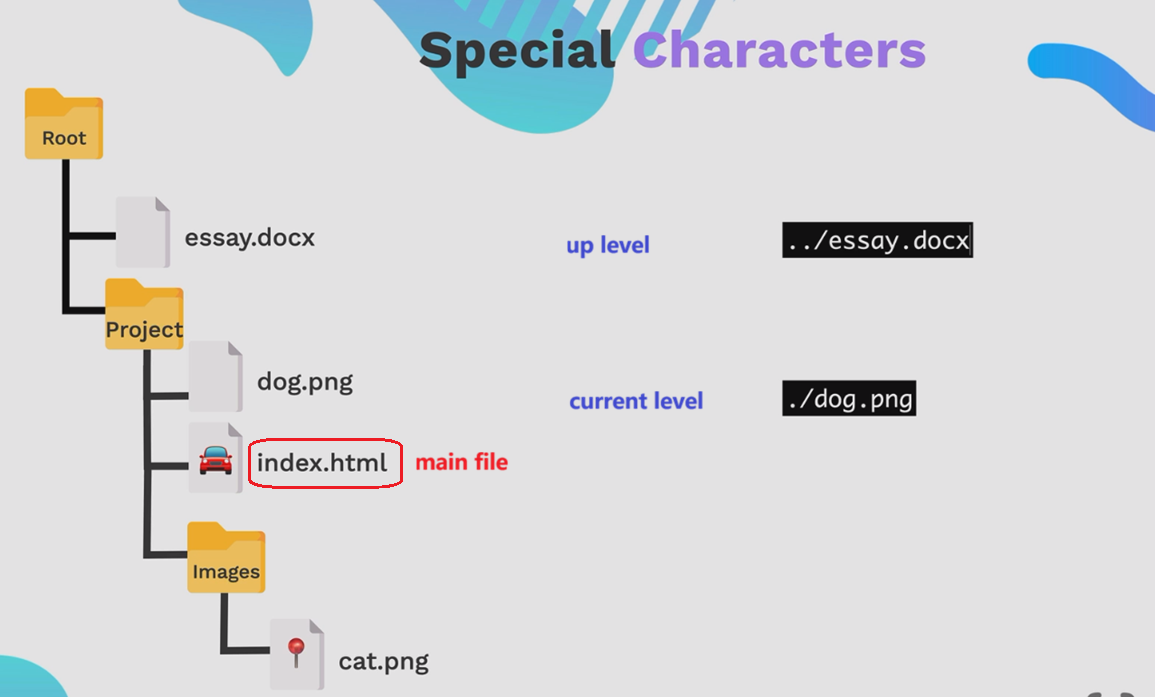 Special Characters
Root
essay.docx
up level
../essay.docx
Project
dog.png
current level
./dog.png
index.html
main file
Images
cat.png